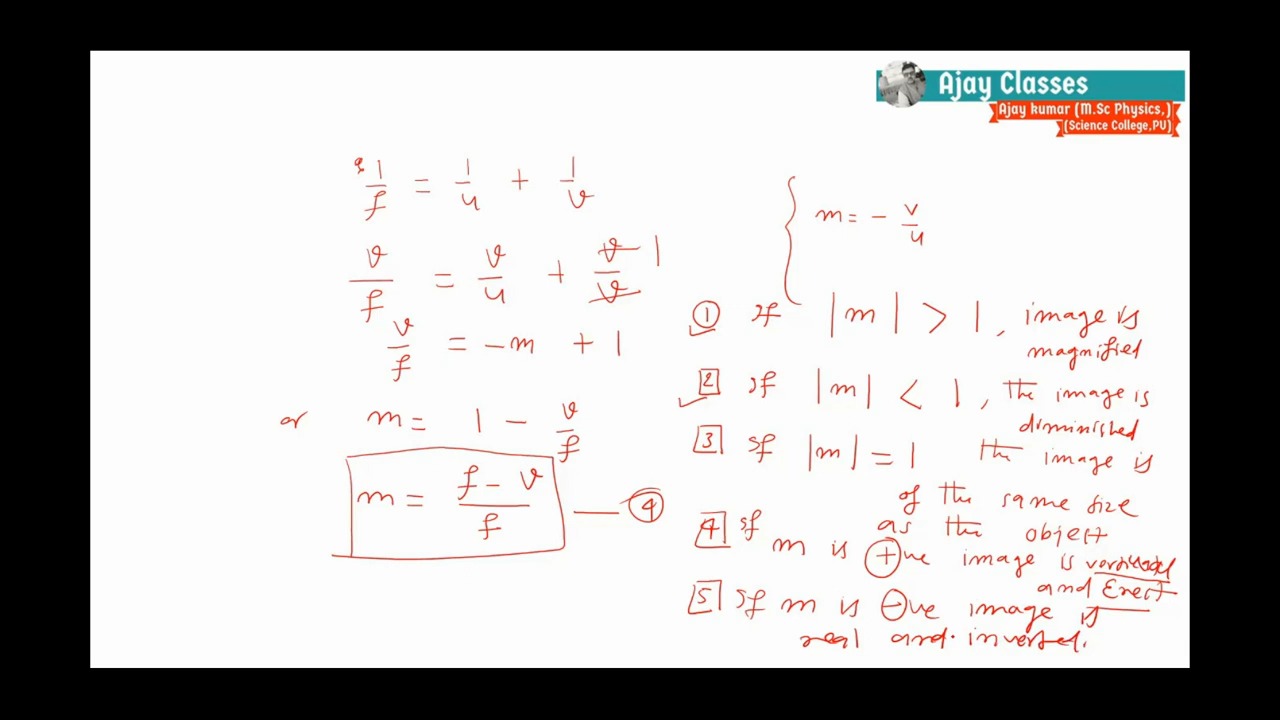 Ajay Classes
Ajay kumar (M.Sc Physics,)
(Science College,PU)
1/f = 1/u + 1/v
v/f = v/u + v/v 1
v/f = -m + 1
or m = 1 - v/f
m = (f - v)/f — 4
m = - v/u
1 If |m| > 1, image is
magnified
2 If |m| < 1, the image is
diminished
3 If |m| = 1 the image is
of the same size
as the object
4 If m is +ve image is
and Erect
5 If m is -ve image is
real and inverted.